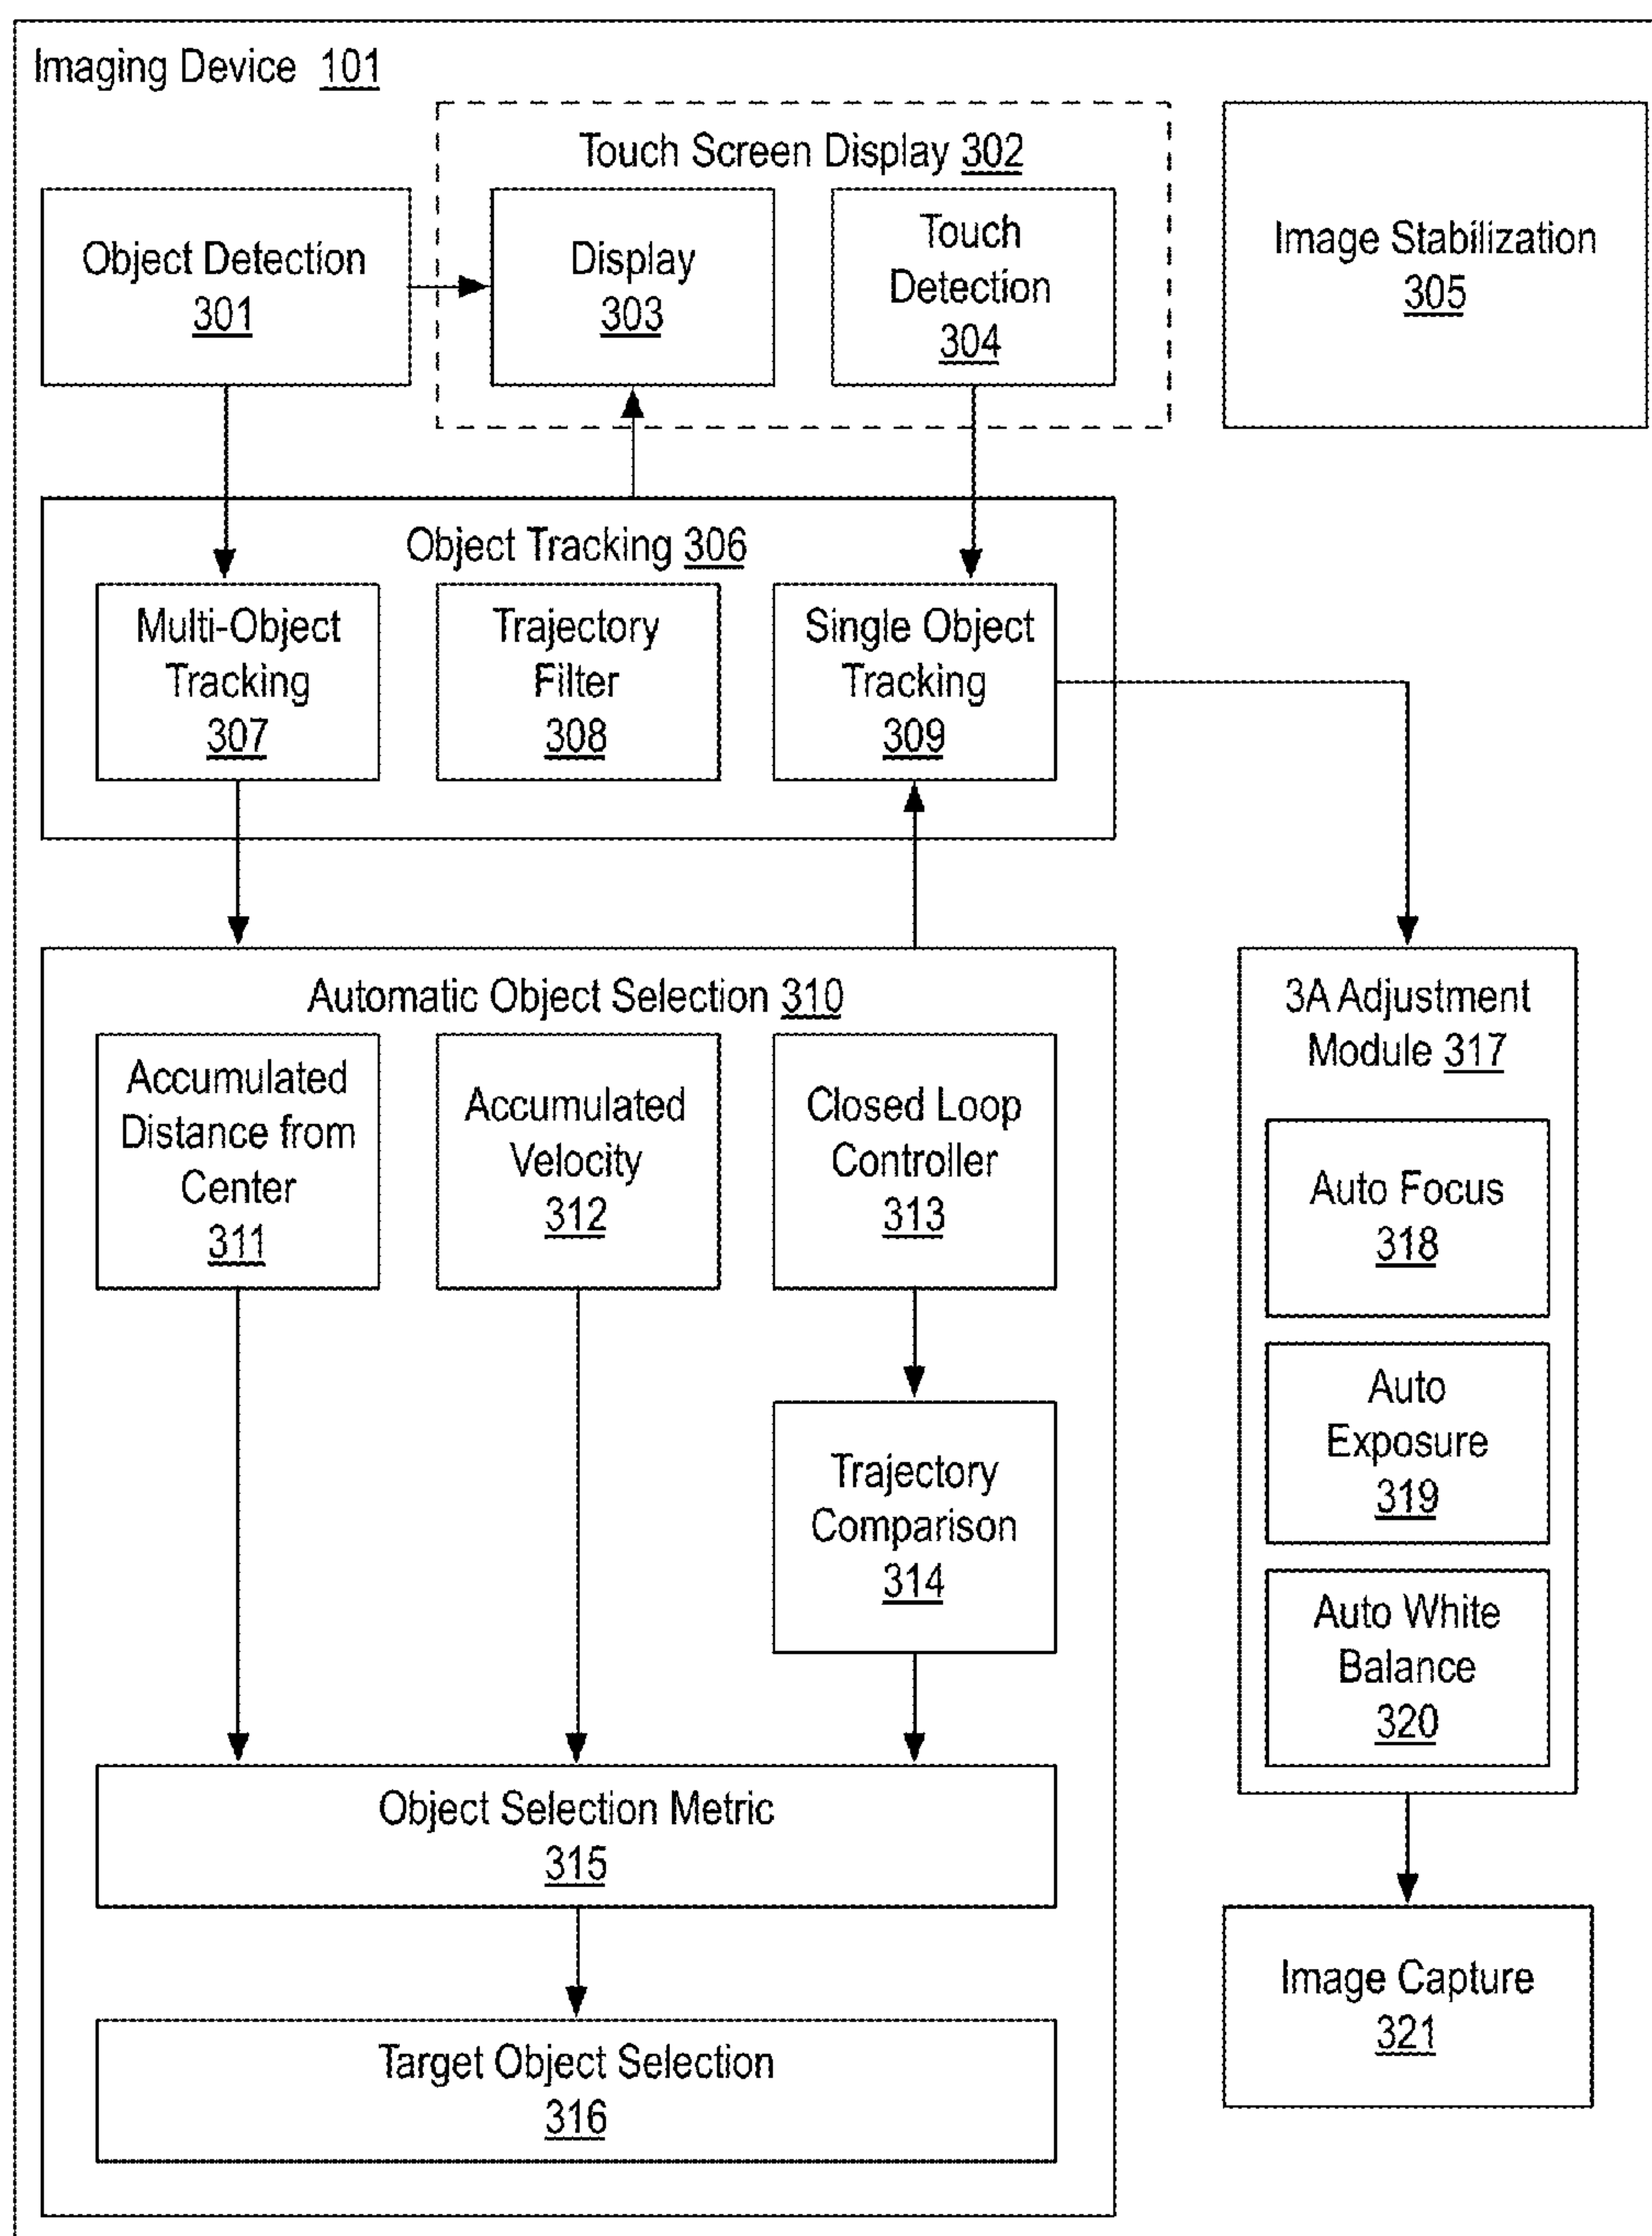 Imaging Device 101
Touch Screen Display 302
Object Detection
301
Display
303
Touch
Detection
304
Image Stabilization
305
Object Tracking 306
Multi-Object
Tracking
307
Trajectory
Filter
308
Single Object
Tracking
309
Automatic Object Selection 310
Accumulated
Distance from
Center
311
Accumulated
Velocity
312
Closed Loop
Controller
313
Trajectory
Comparison
314
Object Selection Metric
315
Target Object Selection
316
3A Adjustment
Module 317
Auto Focus
318
Auto
Exposure
319
Auto White
Balance
320
Image Capture
321